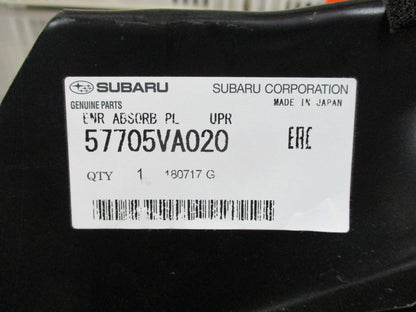 SUBARU SUBARU CORPORATION
GENUINE PARTS MADE IN JAPAN
ENR ABSORB PL UPR
57705VA020 EAC
QTY 1 180717 G